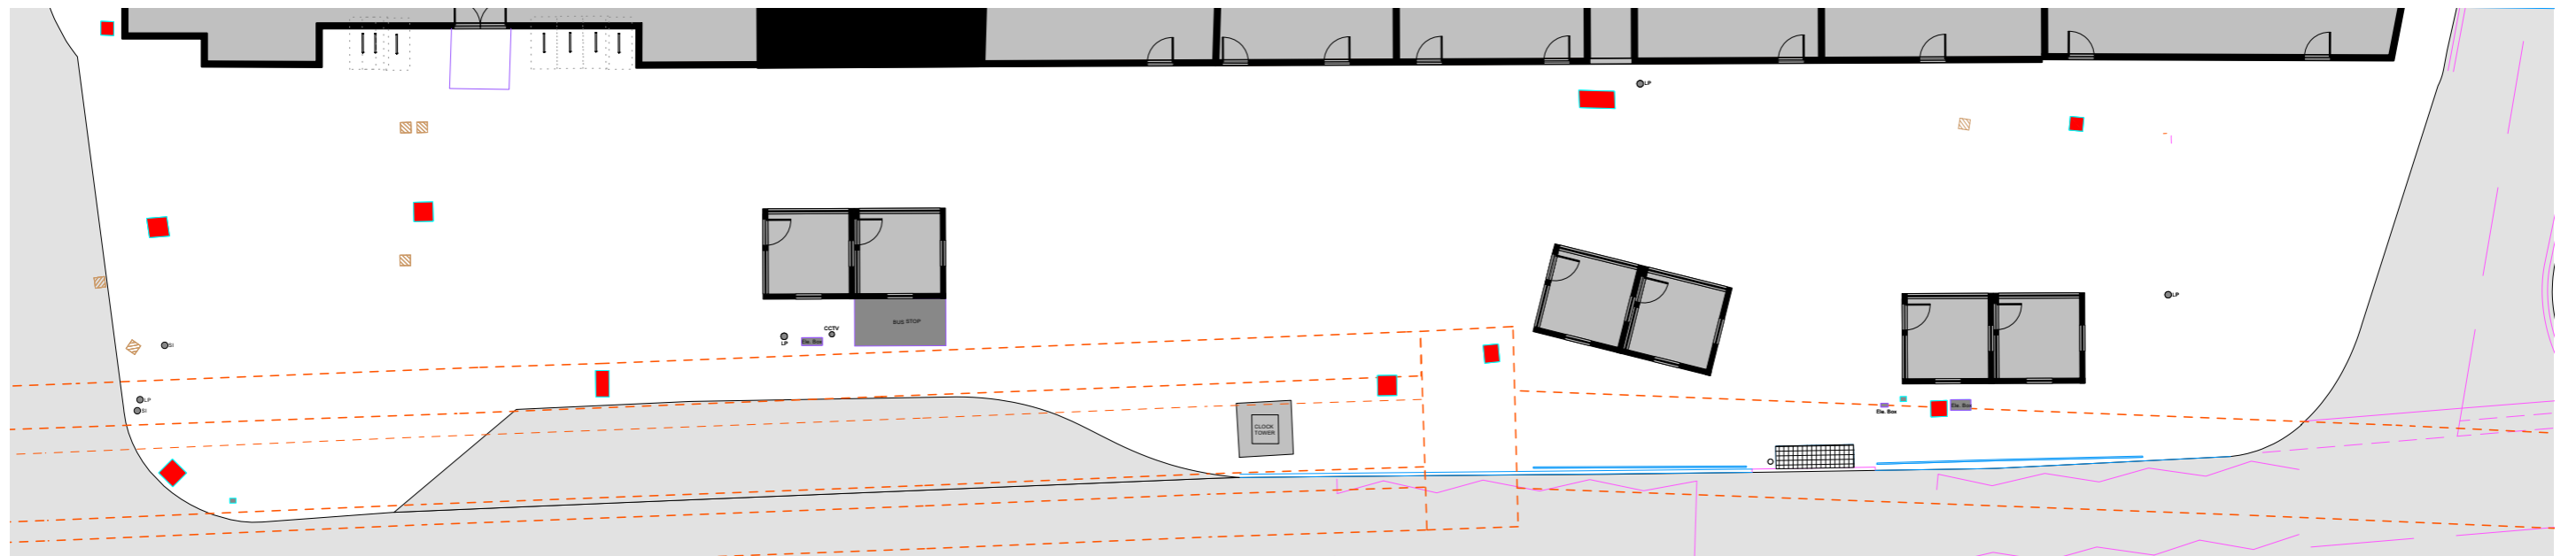 LP
BUS STOP
CCTV
LP
Ele. Box
SI
LP
LP
SI
CLOCK
TOWER
Ele. Box
Ele. Box